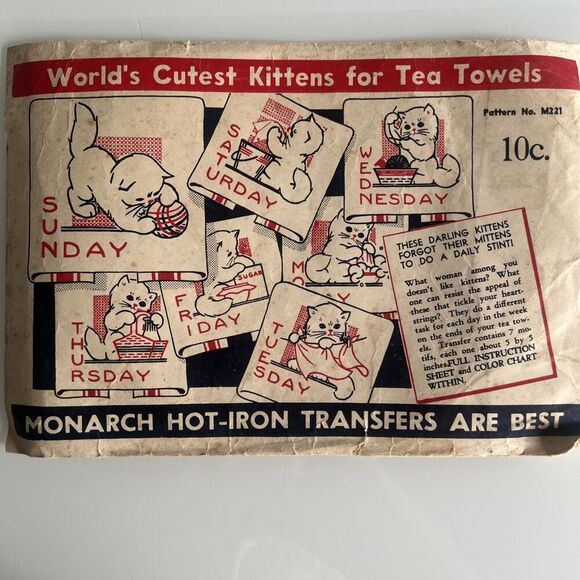 World's Cutest Kittens for Tea Towels
Pattern No. M221
10c.
SUNDAY
SATURDAY
WEDNESDAY
THURSDAY
FRIDAY
SUGAR
MO
Y
TUESDAY
THESE DARLING KITTENS
FORGOT THEIR MITTENS
TO DO A DAILY STINT!
What woman among you
doesn't like kittens? What
one can resist the appeal of
these that tickle your heart-
strings? They do a different
task for each day in the week
on the ends of your tea tow-
els. Transfer contains 7 mo-
tifs, each one about 5 by 5
inches. FULL INSTRUCTION
SHEET and COLOR CHART
WITHIN.
MONARCH HOT-IRON TRANSFERS ARE BEST